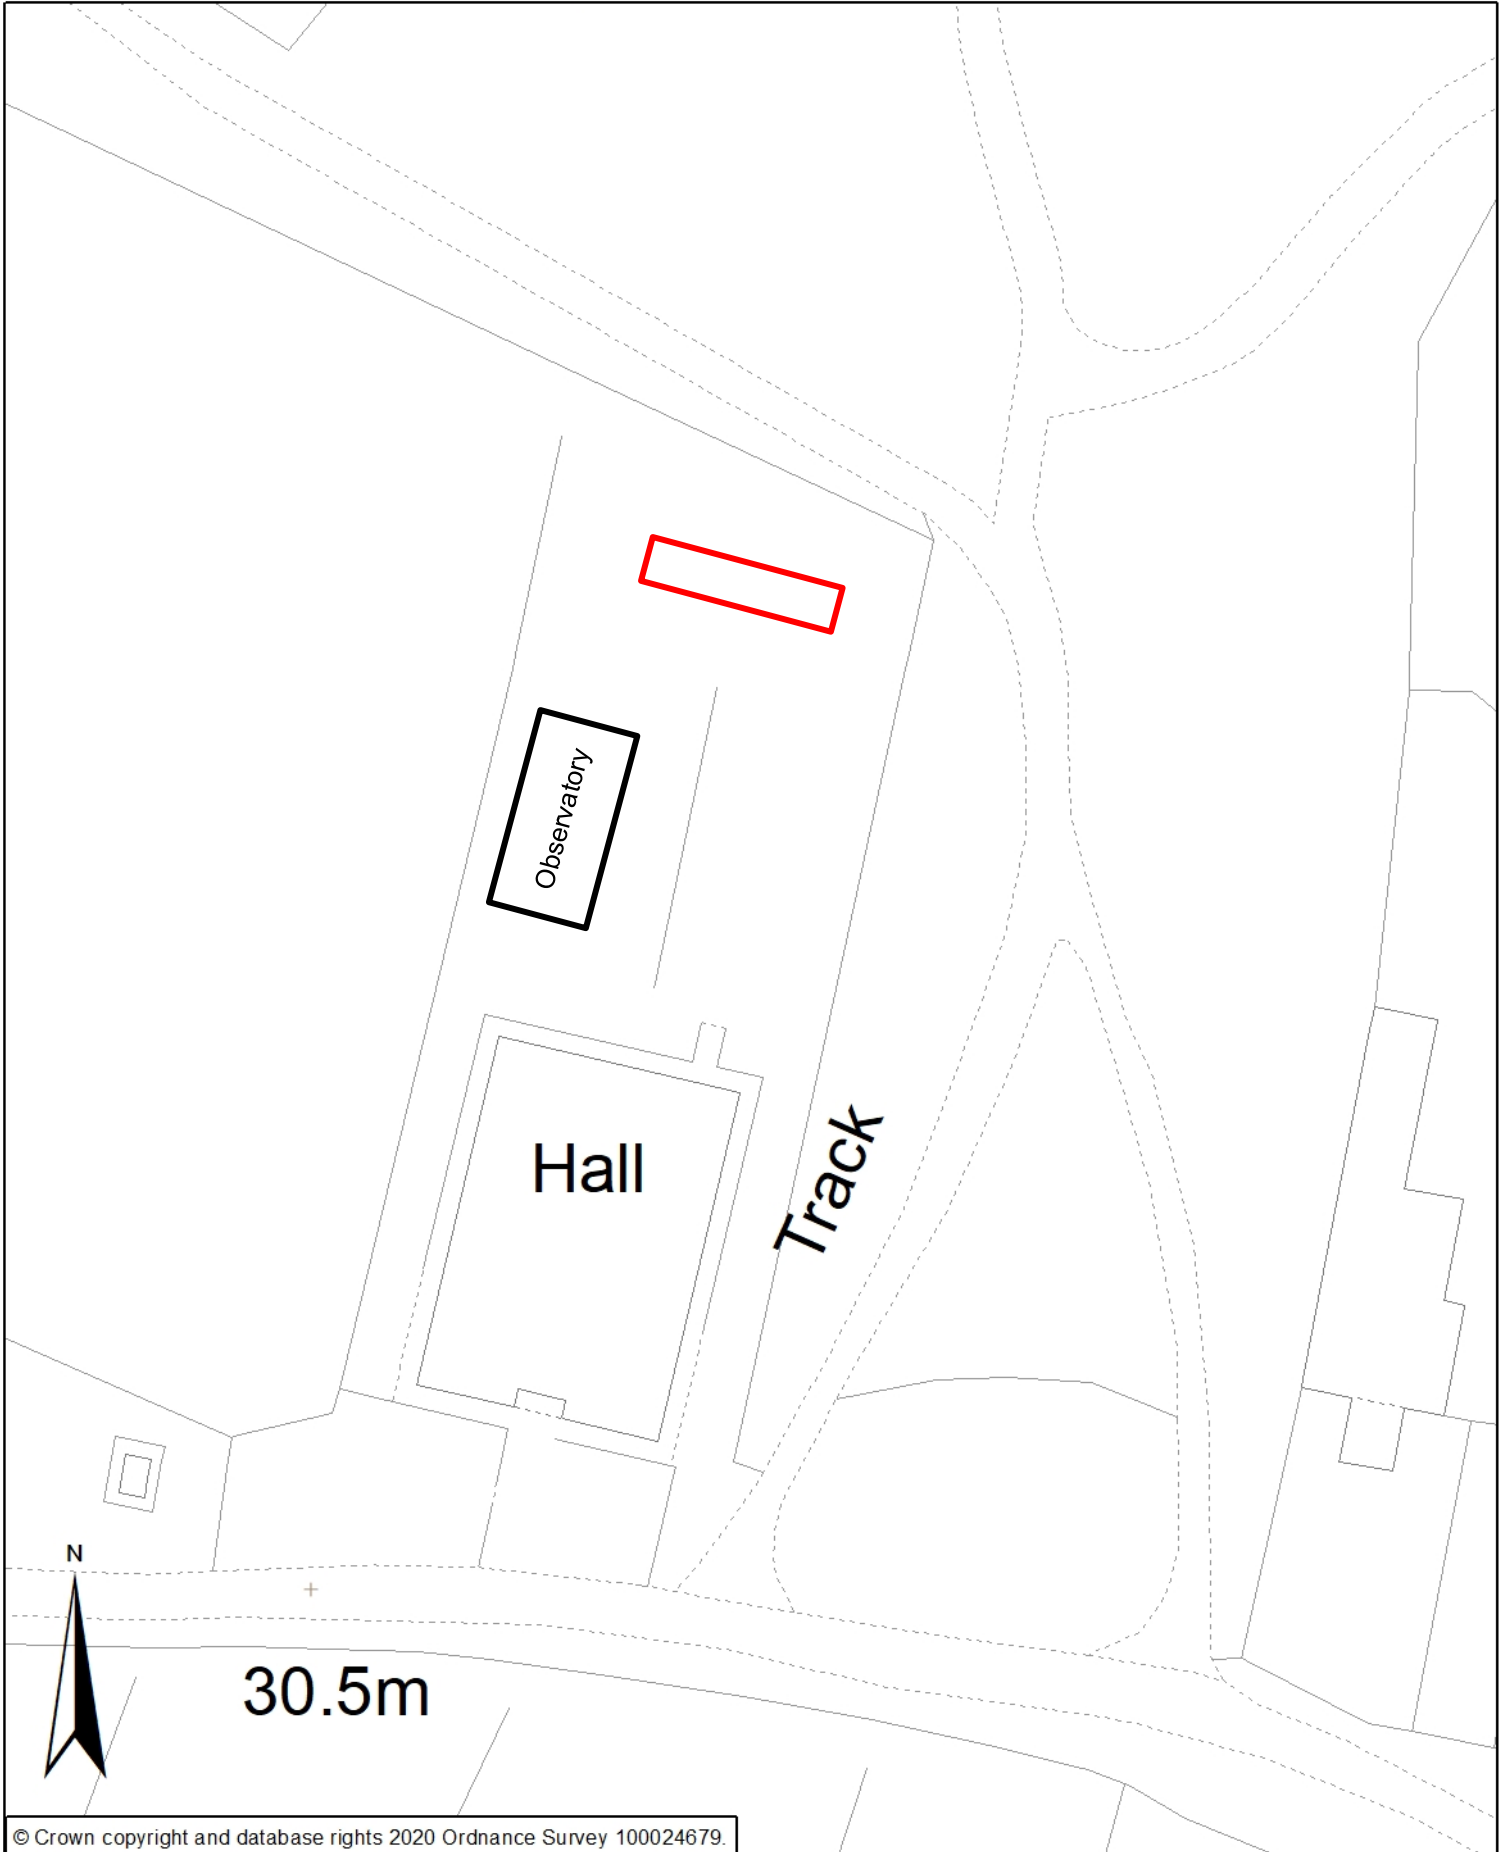 Observatory
Hall
Track
N
30.5m
© Crown copyright and database rights 2020 Ordnance Survey 100024679.